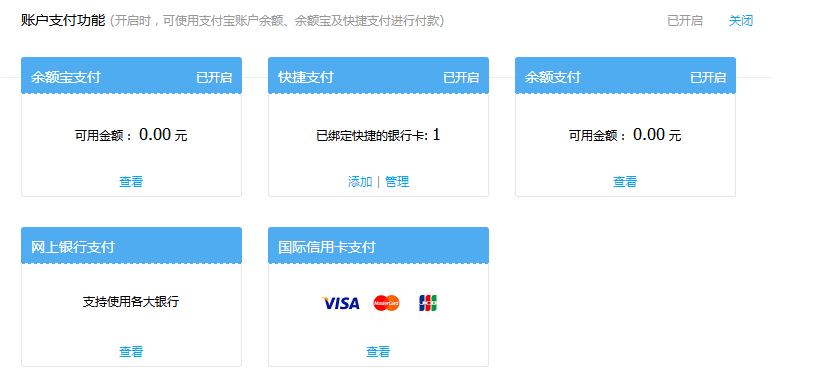 账户支付功能 (开启时，可使用支付宝账户余额、余额宝及快捷支付进行付款) 已开启 关闭
余额宝支付 已开启
可用金额： 0.00 元
查看
快捷支付 已开启
已绑定快捷的银行卡: 1
添加 | 管理
余额支付 已开启
可用金额： 0.00 元
查看
网上银行支付
支持使用各大银行
查看
国际信用卡支付
VISA MasterCard JCB
查看